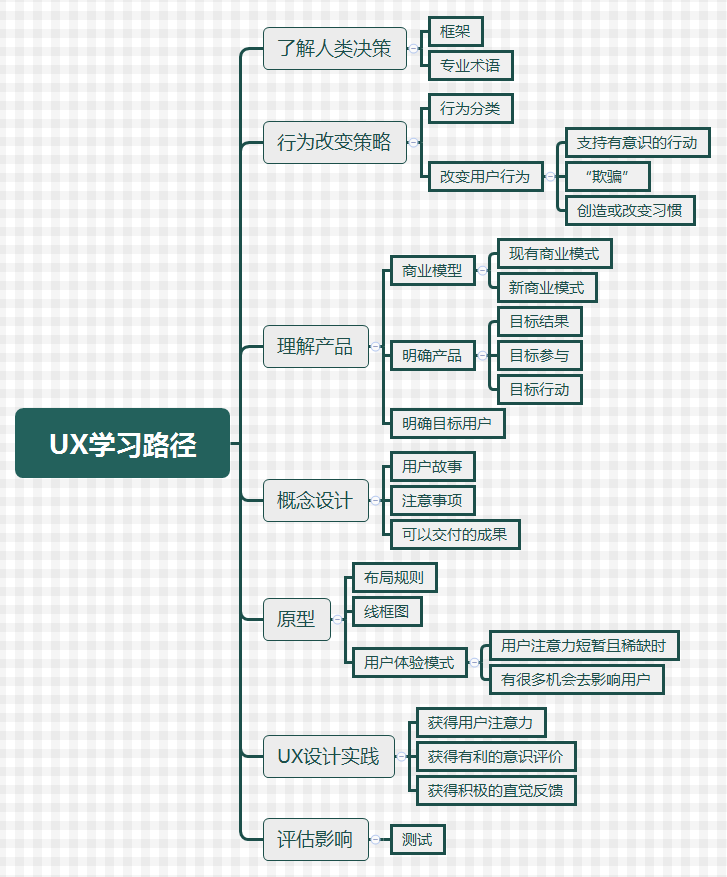 UX学习路径
了解人类决策
框架
专业术语
行为改变策略
行为分类
改变用户行为
支持有意识的行动
“欺骗”
创造或改变习惯
理解产品
商业模型
现有商业模式
新商业模式
明确产品
目标结果
目标参与
目标行动
明确目标用户
概念设计
用户故事
注意事项
可以交付的成果
原型
布局规则
线框图
用户体验模式
用户注意力短暂且稀缺时
有很多机会去影响用户
UX设计实践
获得用户注意力
获得有利的意识评价
获得积极的直觉反馈
评估影响
测试